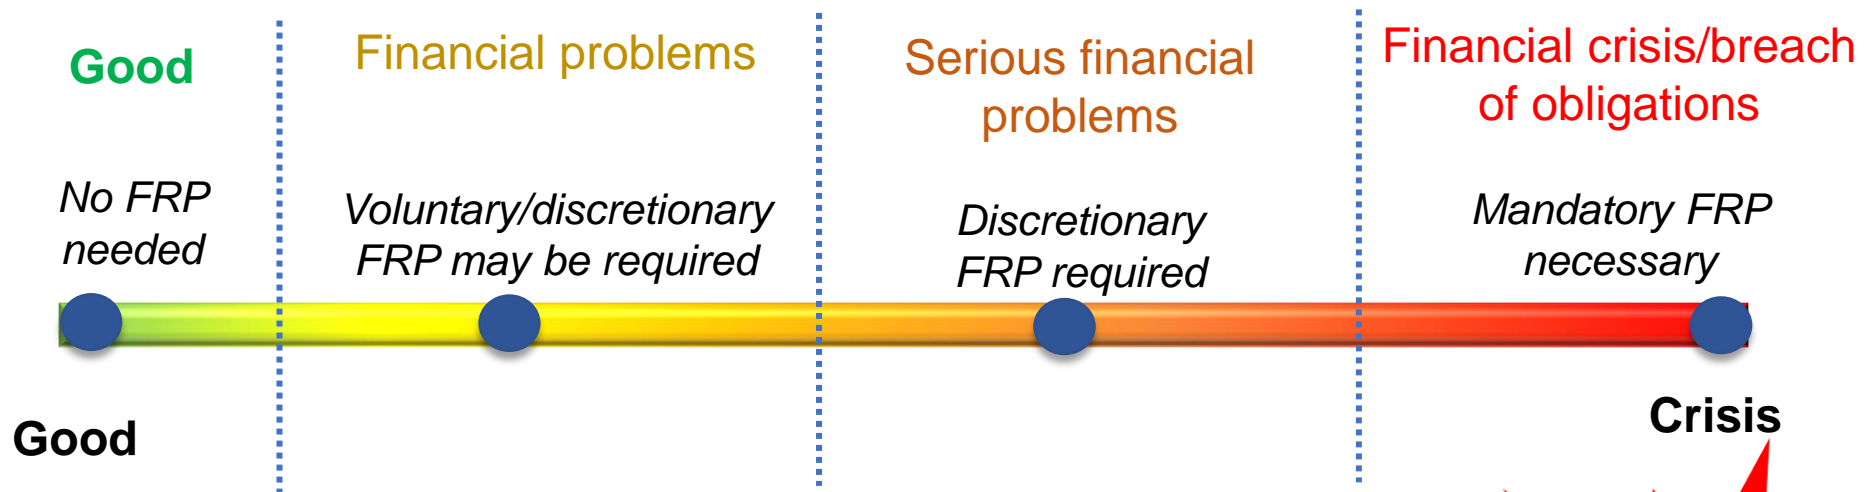 Good
No FRP
needed
Financial problems
Voluntary/discretionary
FRP may be required
Serious financial
problems
Discretionary
FRP required
Financial crisis/breach
of obligations
Mandatory FRP
necessary
Good
Crisis